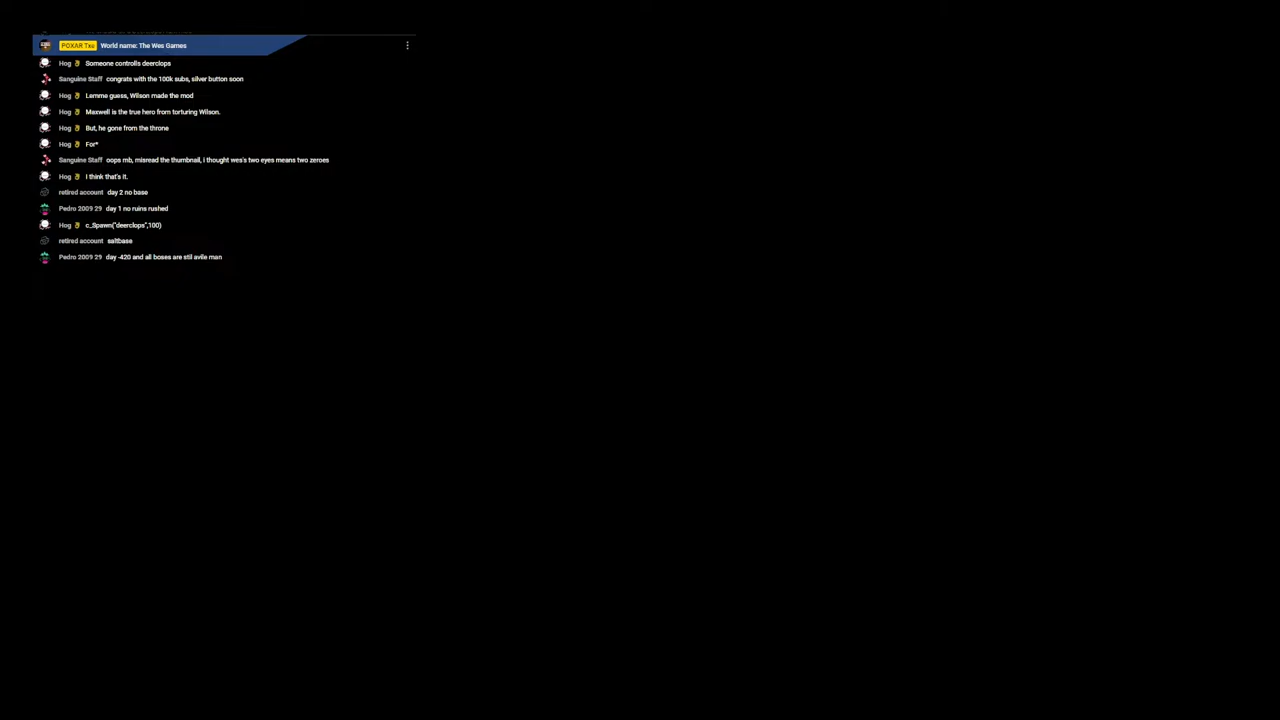 POXAR Txo World name: The Wes Games
Hog Someone controlls deerclops
Sanguine Staff congrats with the 100k subs, silver button soon
Hog Lemme guess, Wilson made the mod
Hog Maxwell is the true hero from torturing Wilson.
Hog But, he gone from the throne
Hog For*
Sanguine Staff oops mb, misread the thumbnail, i thought wes's two eyes means two zeroes
Hog I think that's it.
retired account day 2 no base
Pedro 2009 29 day 1 no ruins rushed
Hog c_Spawn("deerclops",100)
retired account saltbase
Pedro 2009 29 day -420 and all boses are stil avile man